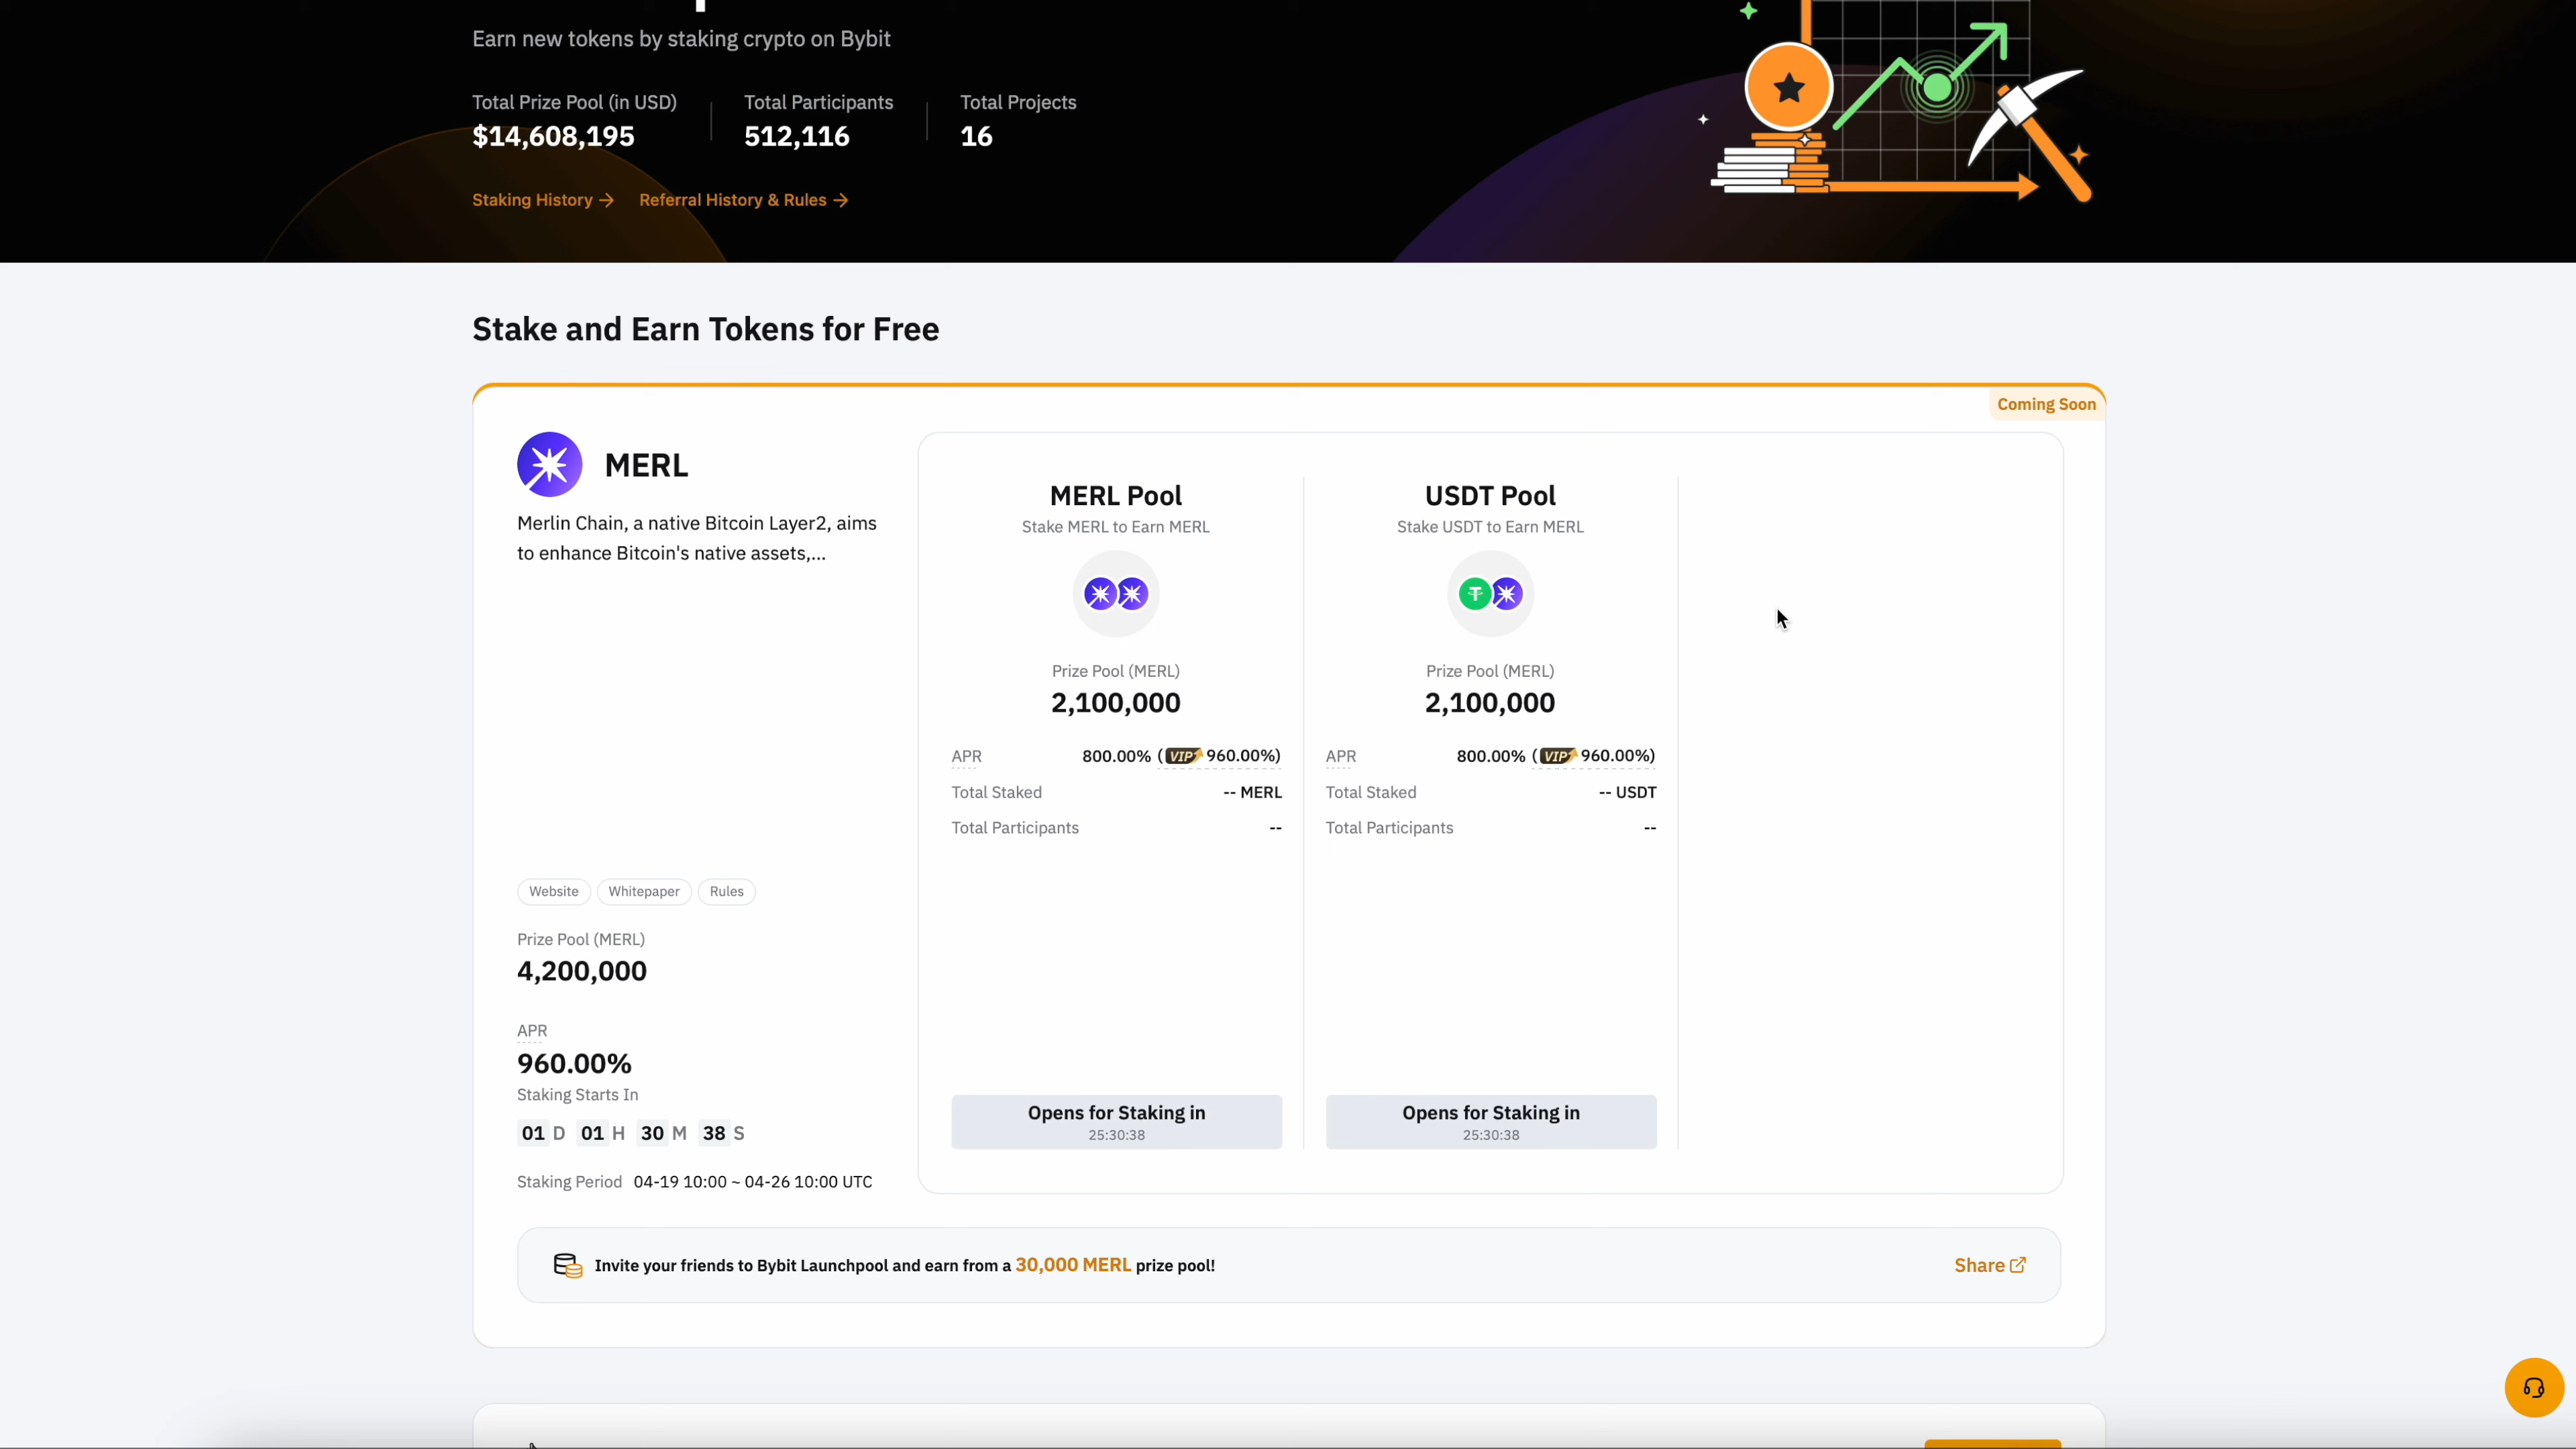 Earn new tokens by staking crypto on Bybit
Total Prize Pool (in USD)
$14,608,195
Total Participants
512,116
Total Projects
16
Staking History →
Referral History & Rules →
Stake and Earn Tokens for Free
Coming Soon
MERL
Merlin Chain, a native Bitcoin Layer2, aims
to enhance Bitcoin's native assets,...
Website
Whitepaper
Rules
Prize Pool (MERL)
4,200,000
APR
960.00%
Staking Starts In
01 D 01 H 30 M 38 S
Staking Period 04-19 10:00 ~ 04-26 10:00 UTC
MERL Pool
Stake MERL to Earn MERL
Prize Pool (MERL)
2,100,000
APR 800.00% (VIP 960.00%)
Total Staked -- MERL
Total Participants --
Opens for Staking in
25:30:38
USDT Pool
Stake USDT to Earn MERL
Prize Pool (MERL)
2,100,000
APR 800.00% (VIP 960.00%)
Total Staked -- USDT
Total Participants --
Opens for Staking in
25:30:38
Invite your friends to Bybit Launchpool and earn from a 30,000 MERL prize pool!
Share